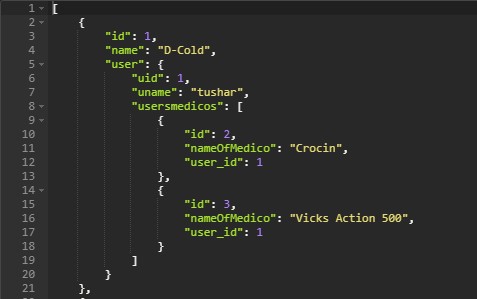 1 [
2 {
3 "id": 1,
4 "name": "D-Cold",
5 "user": {
6 "uid": 1,
7 "uname": "tushar",
8 "usersmedicos": [
9 {
10 "id": 2,
11 "nameOfMedico": "Crocin",
12 "user_id": 1
13 },
14 {
15 "id": 3,
16 "nameOfMedico": "Vicks Action 500",
17 "user_id": 1
18 }
19 ]
20 }
21 },